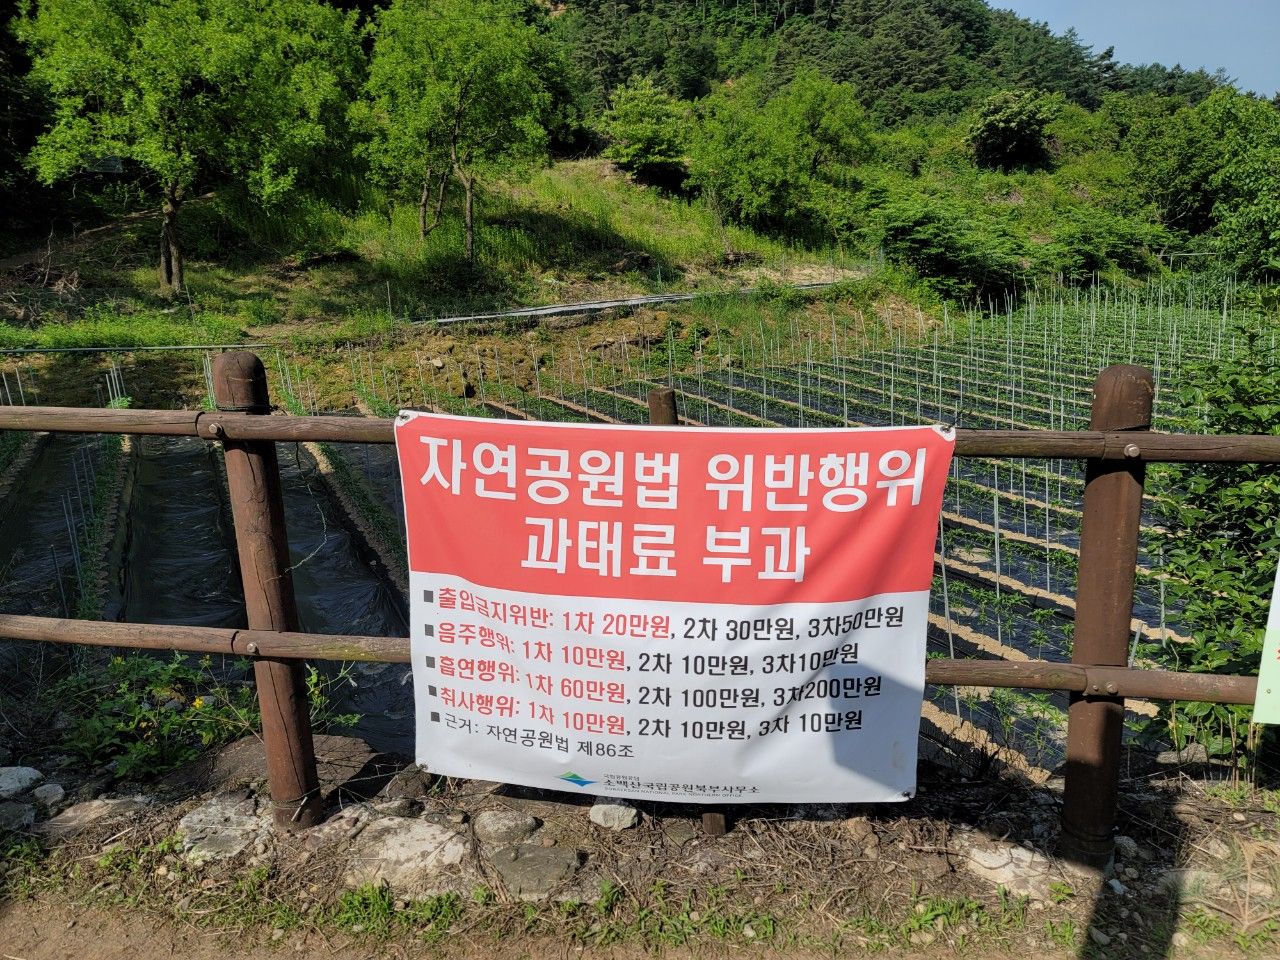 자연공원법 위반행위
과태료 부과
■ 출입금지위반: 1차 20만원, 2차 30만원, 3차50만원
■ 음주행위: 1차 10만원, 2차 10만원, 3차10만원
■ 흡연행위: 1차 60만원, 2차 100만원, 3차200만원
■ 취사행위: 1차 10만원, 2차 10만원, 3차 10만원
■ 근거: 자연공원법 제86조
국립공원공단
소백산국립공원북부사무소
SOBAEKSAN NATIONAL PARK NORTHERN OFFICE